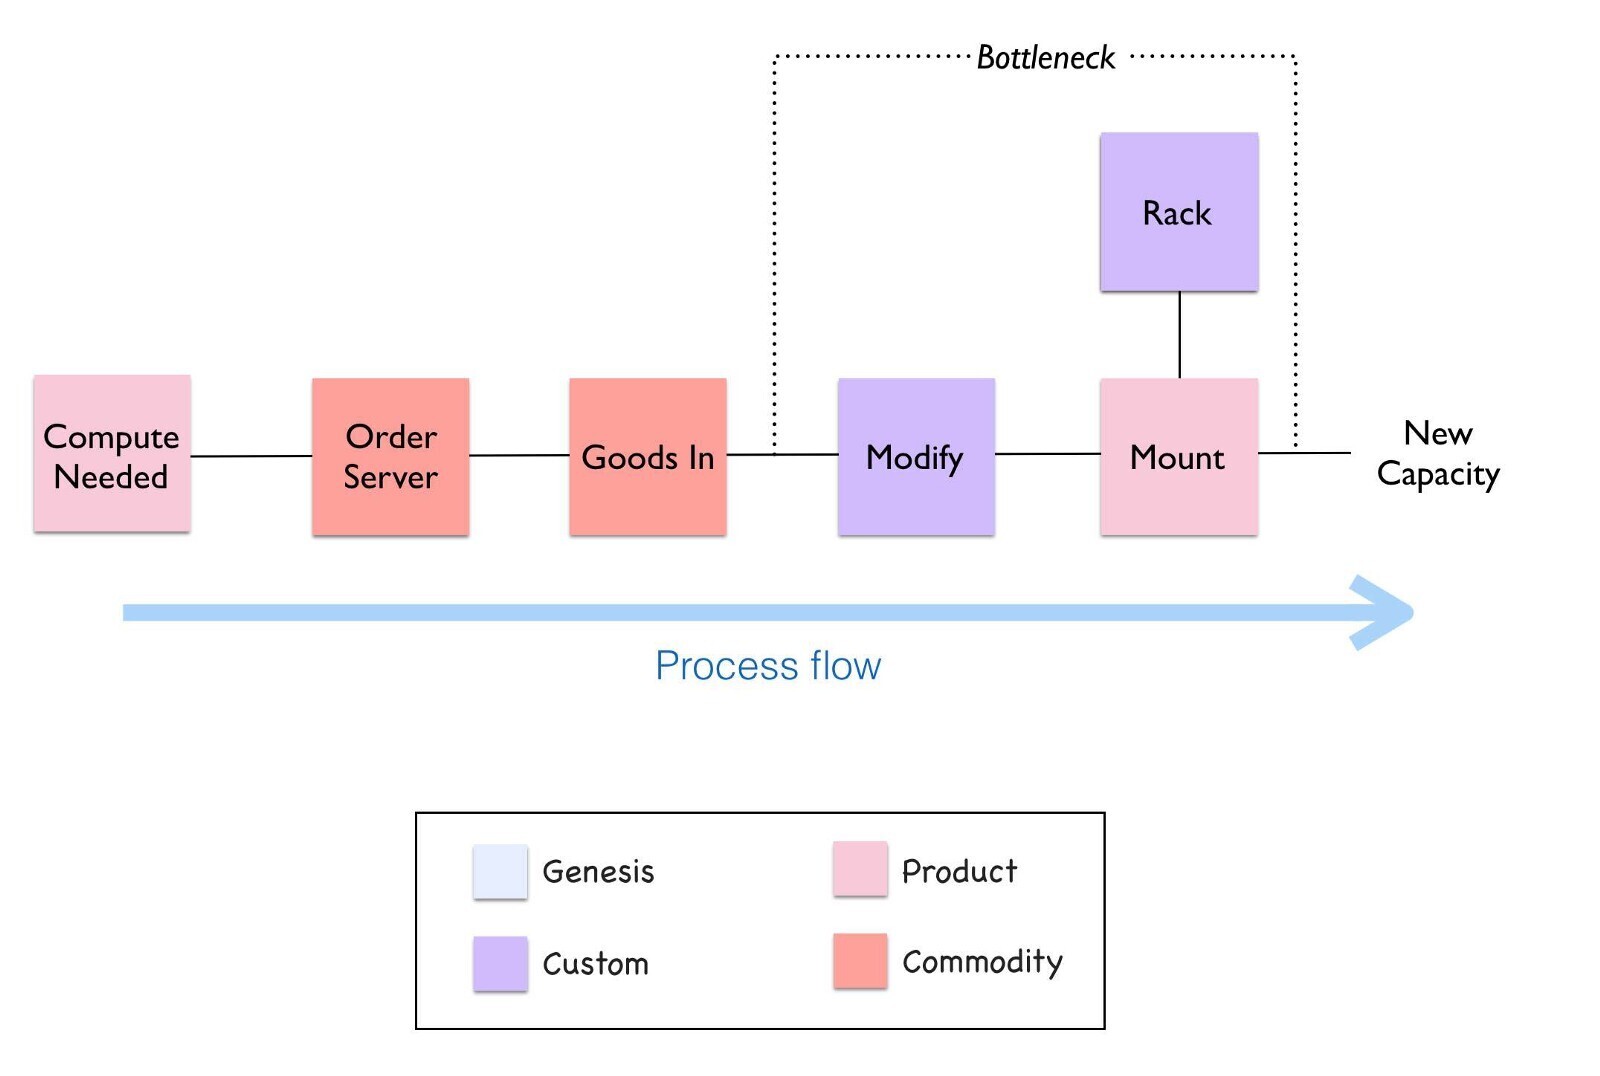 Bottleneck
Rack
Compute
Needed
Order
Server
Goods In
Modify
Mount
New
Capacity
Process flow
Genesis
Product
Custom
Commodity